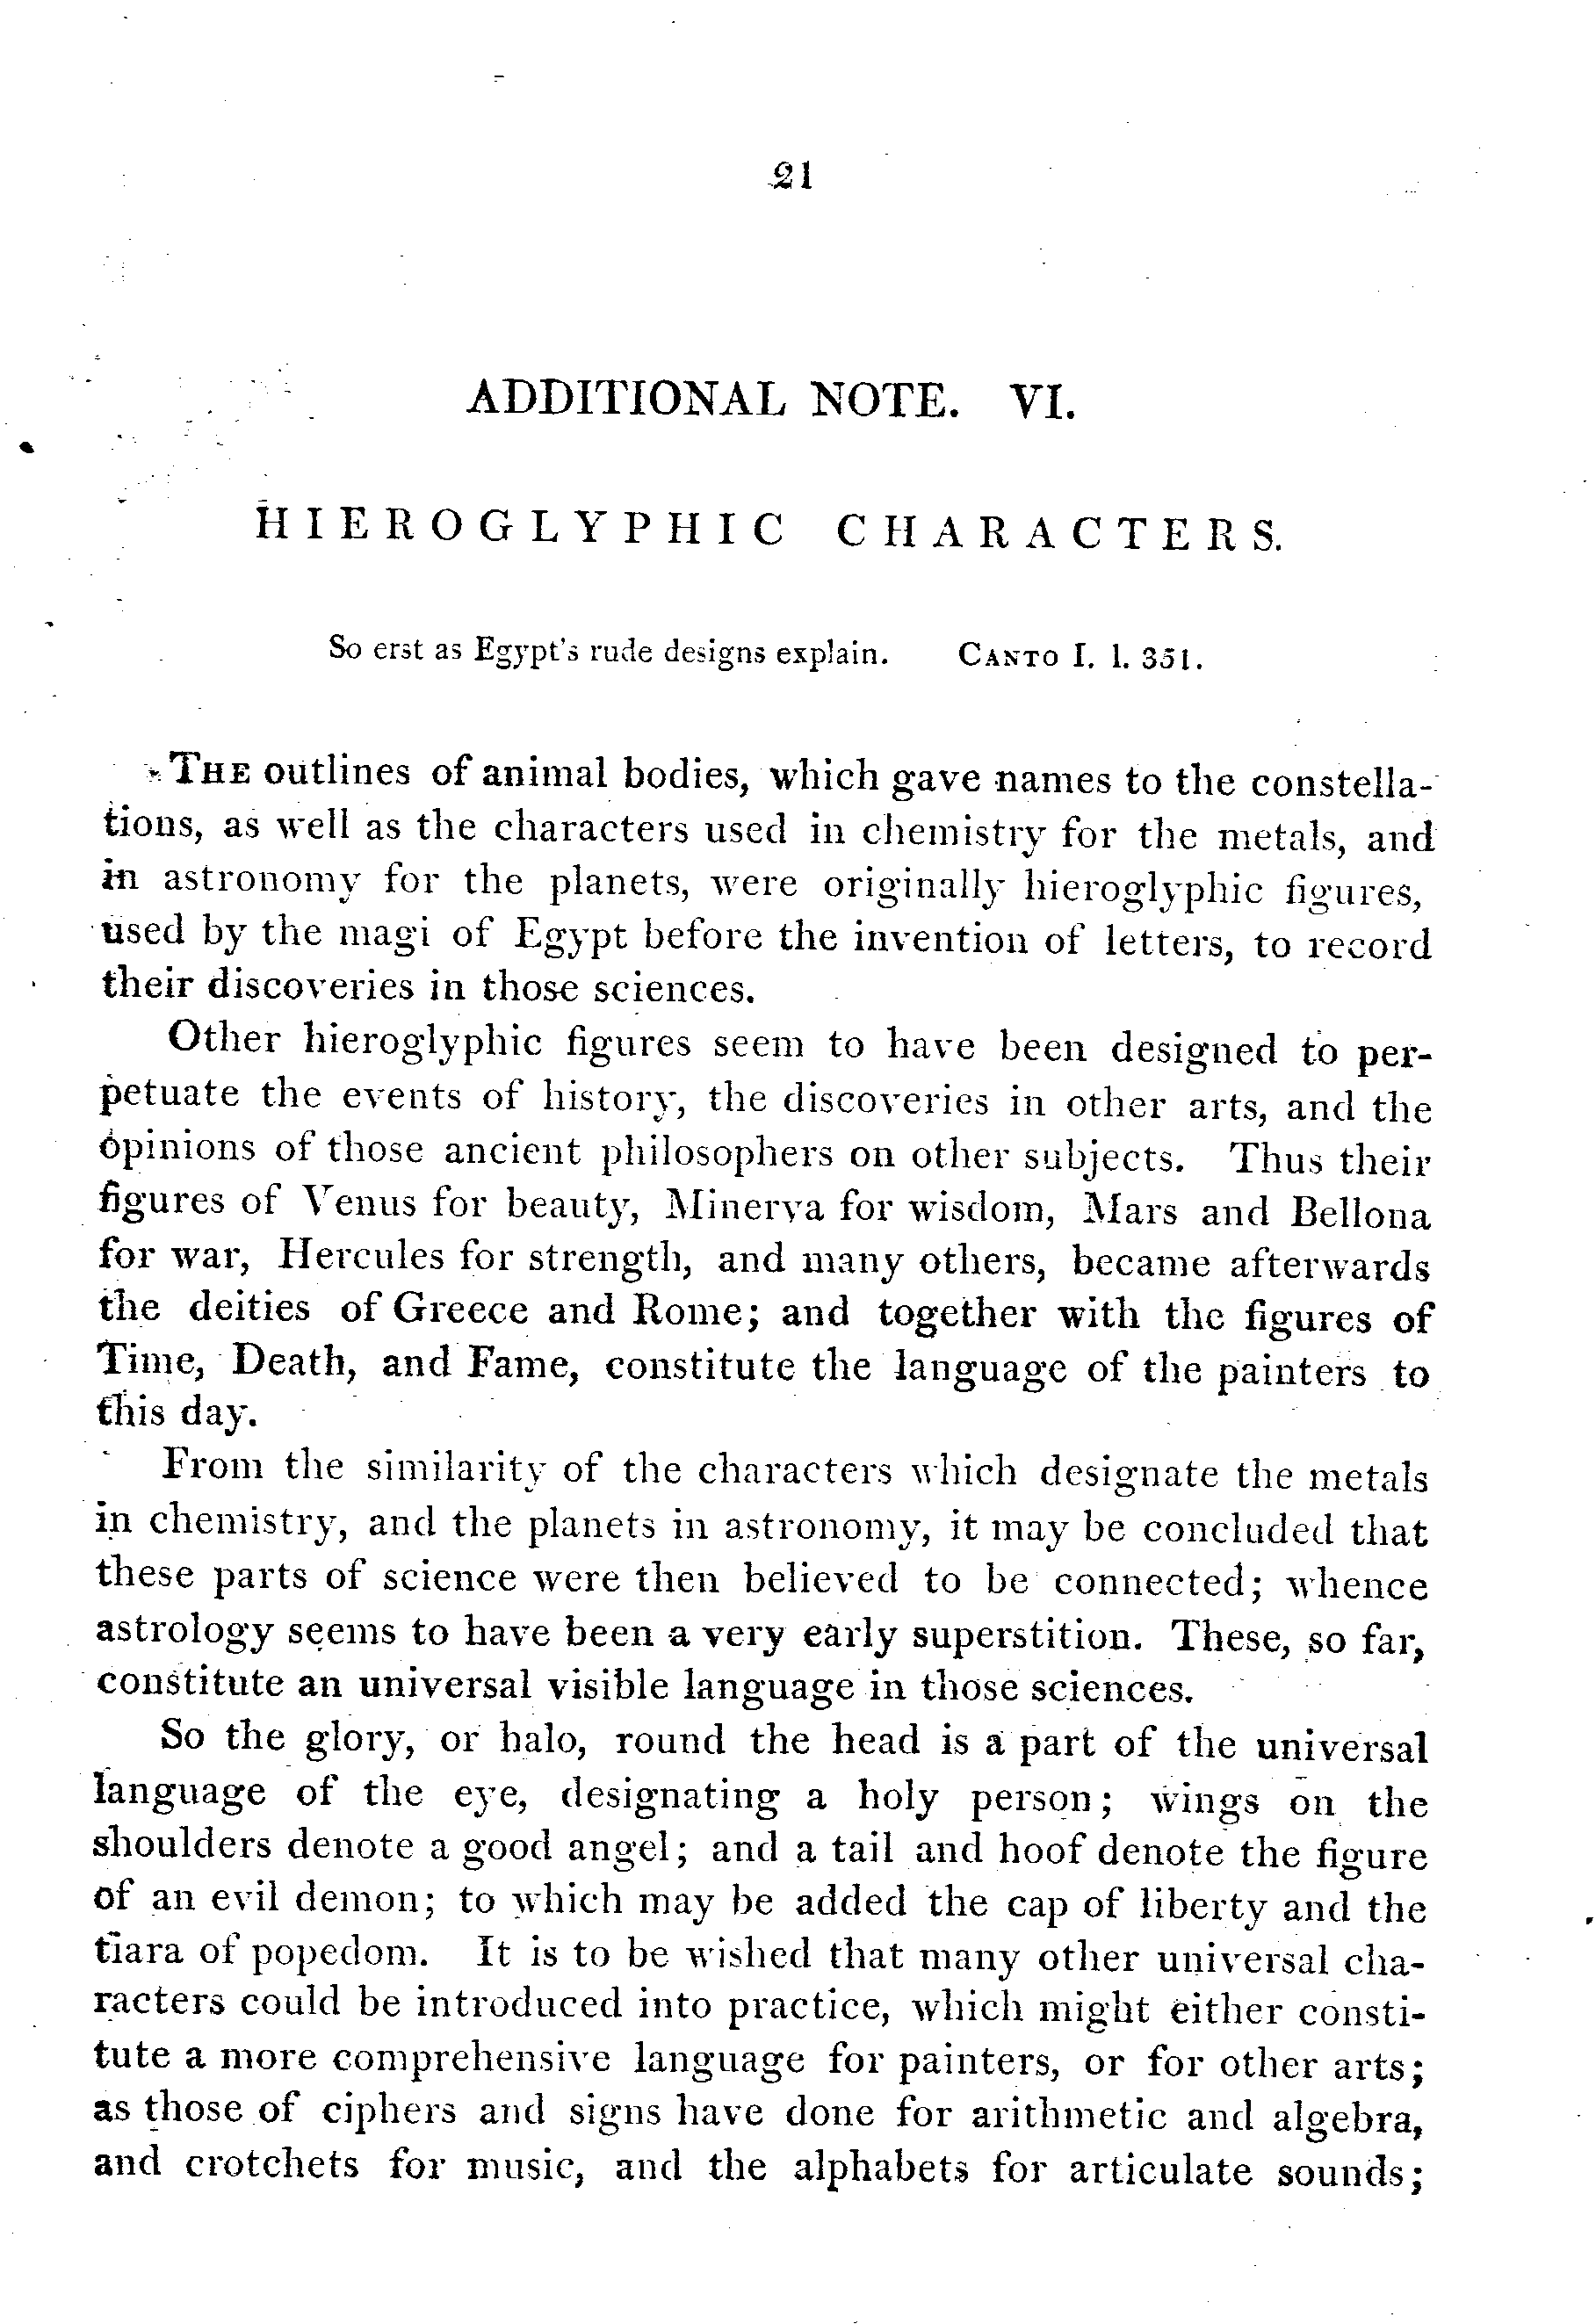 21
ADDITIONAL NOTE. VI.
HIEROGLYPHIC CHARACTERS.
So erst as Egypt's rude designs explain. CANTO I. l. 351.
THE outlines of animal bodies, which gave names to the constella-
tions, as well as the characters used in chemistry for the metals, and
in astronomy for the planets, were originally hieroglyphic figures,
used by the magi of Egypt before the invention of letters, to record
their discoveries in those sciences.
Other hieroglyphic figures seem to have been designed to per-
petuate the events of history, the discoveries in other arts, and the
opinions of those ancient philosophers on other subjects. Thus their
figures of Venus for beauty, Minerva for wisdom, Mars and Bellona
for war, Hercules for strength, and many others, became afterwards
the deities of Greece and Rome; and together with the figures of
Time, Death, and Fame, constitute the language of the painters to
this day.
From the similarity of the characters which designate the metals
in chemistry, and the planets in astronomy, it may be concluded that
these parts of science were then believed to be connected; whence
astrology seems to have been a very early superstition. These, so far,
constitute an universal visible language in those sciences.
So the glory, or halo, round the head is a part of the universal
language of the eye, designating a holy person; wings on the
shoulders denote a good angel; and a tail and hoof denote the figure
of an evil demon; to which may be added the cap of liberty and the
tiara of popedom. It is to be wished that many other universal cha-
racters could be introduced into practice, which might either consti-
tute a more comprehensive language for painters, or for other arts;
as those of ciphers and signs have done for arithmetic and algebra,
and crotchets for music, and the alphabets for articulate sounds;